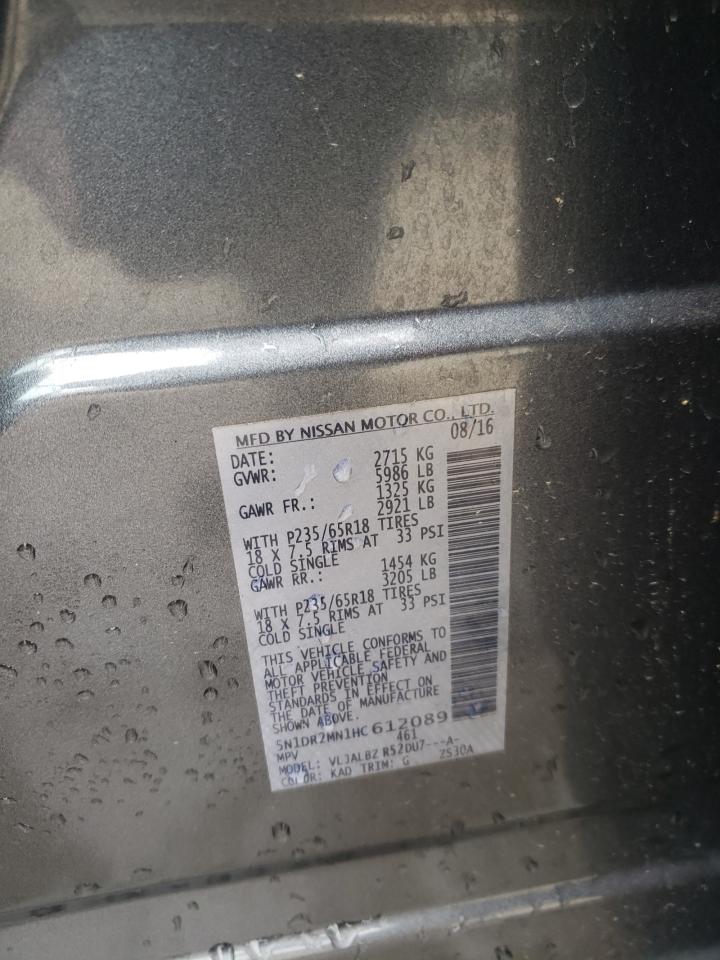 MFD BY NISSAN MOTOR CO., LTD.
DATE: 08/16
GVWR: 2715 KG
5986 LB
GAWR FR.: 1325 KG
2921 LB
WITH P235/65R18 TIRES
18 X 7.5 RIMS AT 33 PSI
COLD SINGLE
GAWR RR.: 1454 KG
3205 LB
WITH P235/65R18 TIRES
18 X 7.5 RIMS AT 33 PSI
COLD SINGLE
THIS VEHICLE CONFORMS TO
ALL APPLICABLE FEDERAL
MOTOR VEHICLE SAFETY AND
THEFT PREVENTION
STANDARDS IN EFFECT ON
THE DATE OF MANUFACTURE
SHOWN ABOVE.
5N1DR2MN1HC612089
MPV 461
MODEL: VLJALBZ R52DU7---A-
COLOR: KAD TRIM: G ZS30A